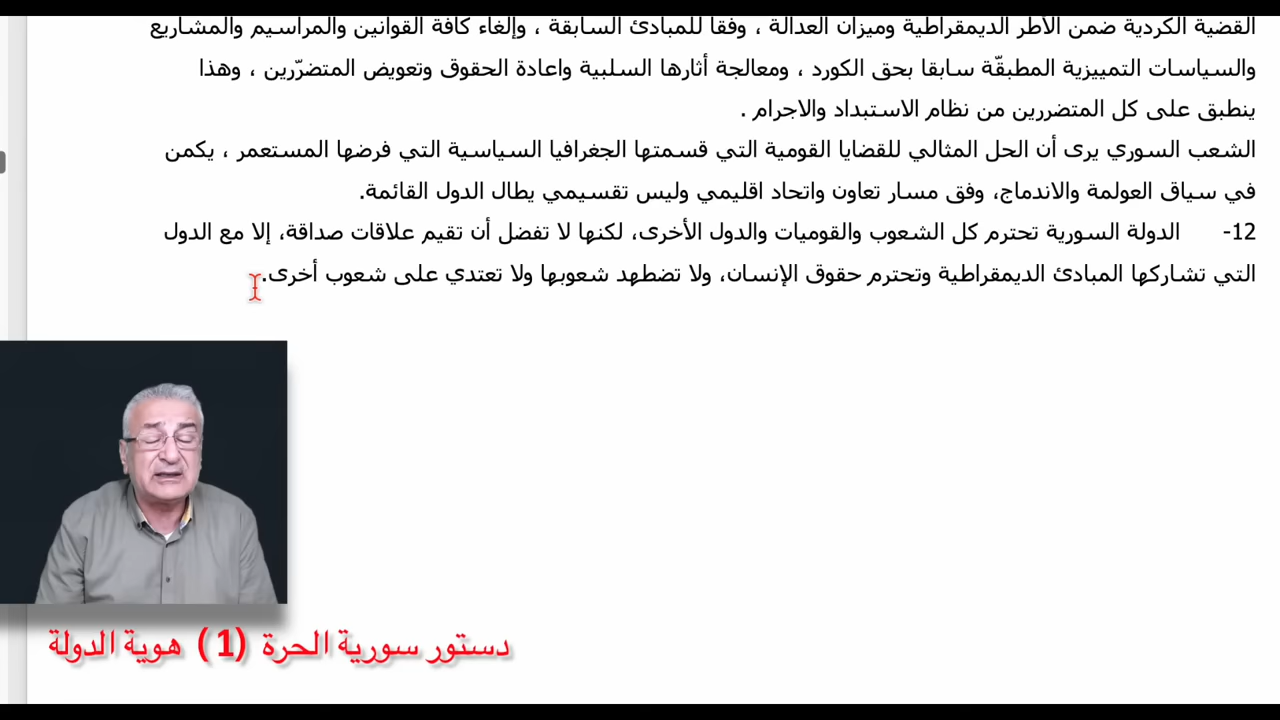 القضية الكردية ضمن الأطر الديمقراطية وميزان العدالة ، وفقا للمبادئ السابقة ، وإلغاء كافة القوانين والمراسيم والمشاريع
والسياسات التمييزية المطبقّة سابقا بحق الكورد ، ومعالجة أثارها السلبية واعادة الحقوق وتعويض المتضرّرين ، وهذا
ينطبق على كل المتضررين من نظام الاستبداد والاجرام .
الشعب السوري يرى أن الحل المثالي للقضايا القومية التي قسمتها الجغرافيا السياسية التي فرضها المستعمر ، يكمن
في سياق العولمة والاندماج، وفق مسار تعاون واتحاد اقليمي وليس تقسيمي يطال الدول القائمة.
12- الدولة السورية تحترم كل الشعوب والقوميات والدول الأخرى، لكنها لا تفضل أن تقيم علاقات صداقة، إلا مع الدول
التي تشاركها المبادئ الديمقراطية وتحترم حقوق الإنسان، ولا تضطهد شعوبها ولا تعتدي على شعوب أخرى.
دستور سورية الحرة (1) هوية الدولة